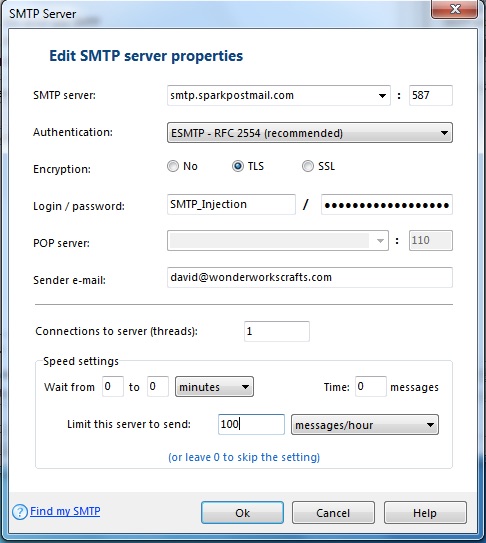 SMTP Server
Edit SMTP server properties
SMTP server: smtp.sparkpostmail.com : 587
Authentication: ESMTP - RFC 2554 (recommended)
Encryption: No TLS SSL
Login / password: SMTP_Injection / ••••••••••••••••••
POP server: : 110
Sender e-mail: david@wonderworkscrafts.com
Connections to server (threads): 1
Speed settings
Wait from 0 to 0 minutes Time: 0 messages
Limit this server to send: 100 messages/hour
(or leave 0 to skip the setting)
? Find my SMTP Ok Cancel Help